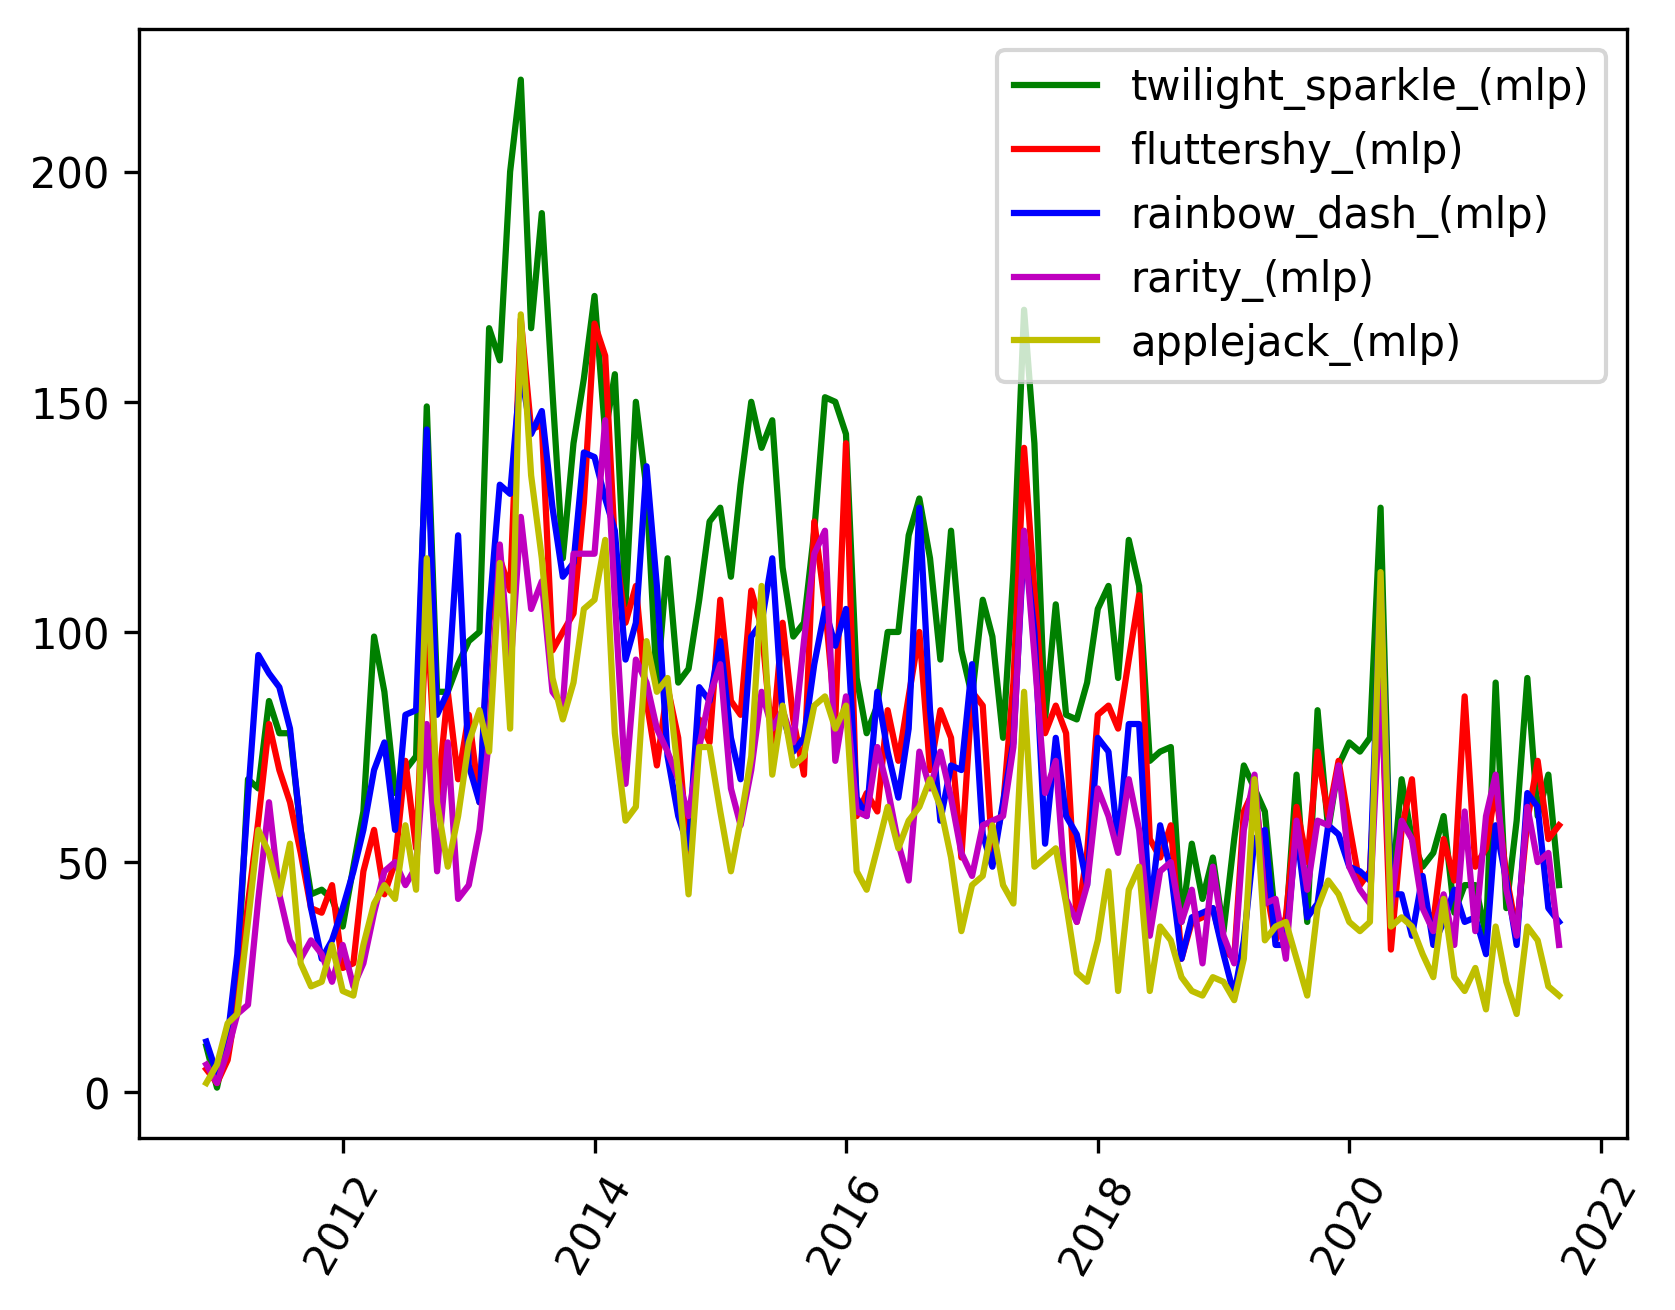 twilight_sparkle_(mlp)
fluttershy_(mlp)
rainbow_dash_(mlp)
rarity_(mlp)
applejack_(mlp)
200
150
100
50
0
2012
2014
2016
2018
2020
2022